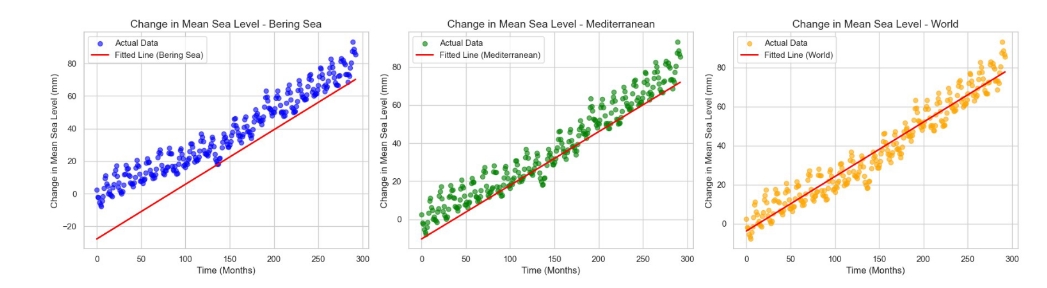 Change in Mean Sea Level - Bering Sea
Actual Data
Fitted Line (Bering Sea)
Change in Mean Sea Level (mm)
80
60
40
20
0
−20
0
50
100
150
200
250
300
Time (Months)
Change in Mean Sea Level - Mediterranean
Actual Data
Fitted Line (Mediterranean)
Change in Mean Sea Level (mm)
80
60
40
20
0
0
50
100
150
200
250
300
Time (Months)
Change in Mean Sea Level - World
Actual Data
Fitted Line (World)
Change in Mean Sea Level (mm)
80
60
40
20
0
0
50
100
150
200
250
300
Time (Months)